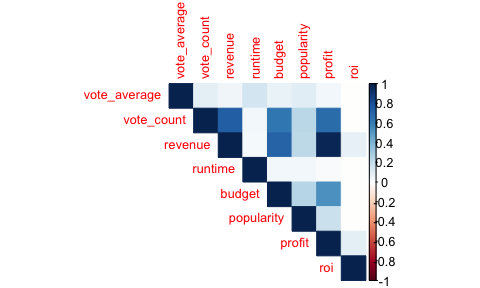 vote_average
vote_count
revenue
runtime
budget
popularity
profit
roi
vote_average
vote_count
revenue
runtime
budget
popularity
profit
roi
1
0.8
0.6
0.4
0.2
0
-0.2
-0.4
-0.6
-0.8
-1